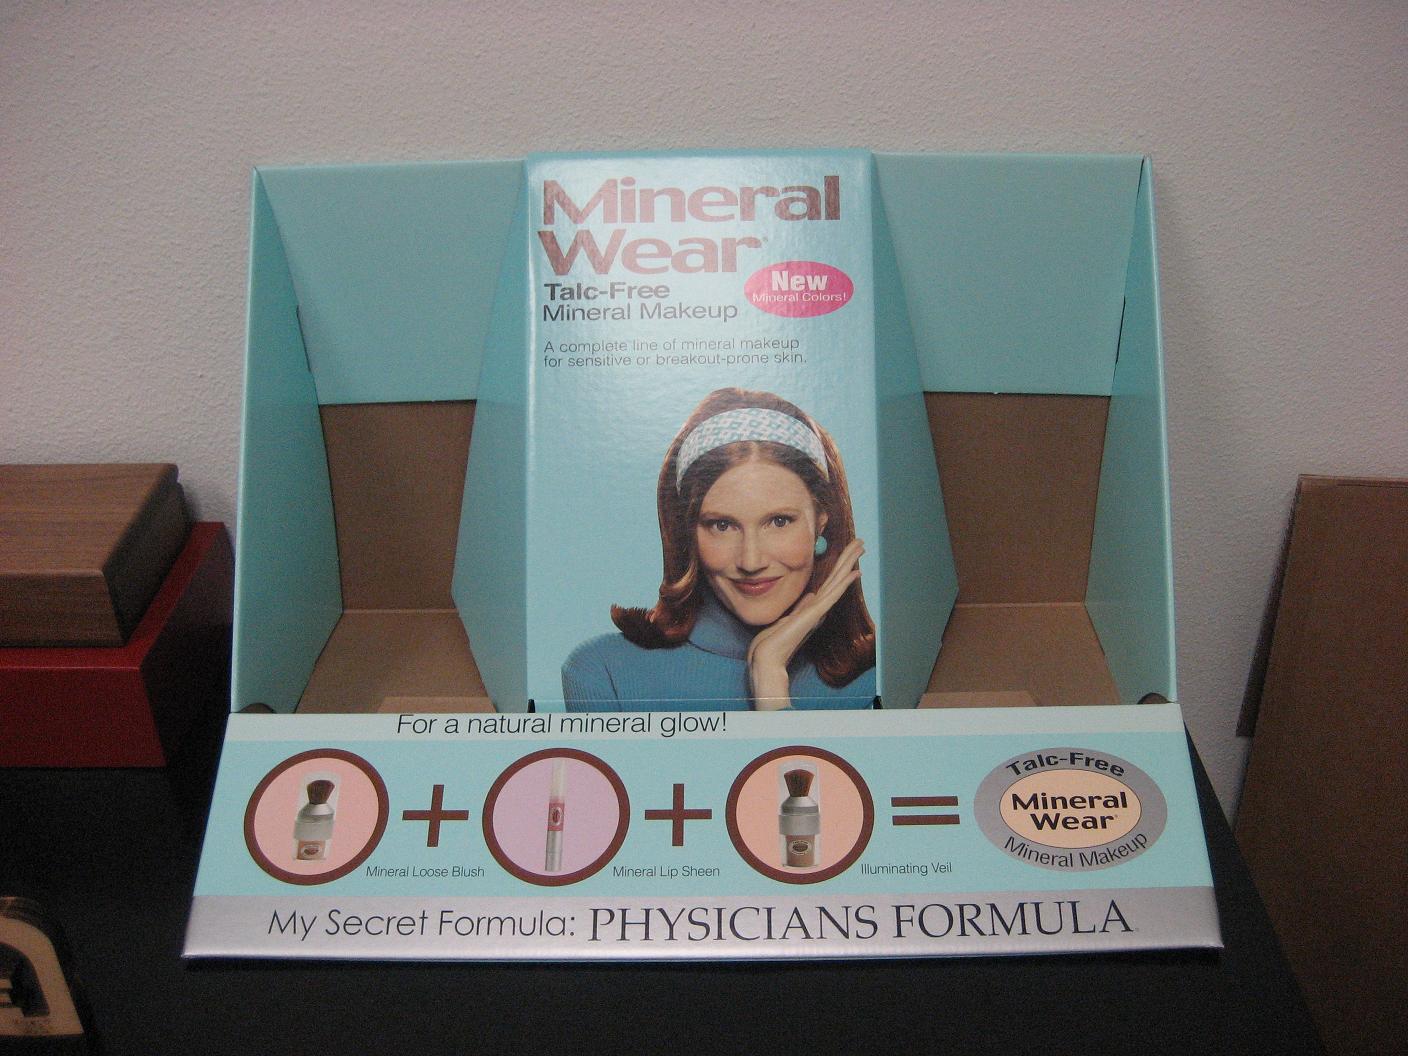 Mineral
Wear®
Talc-Free
Mineral Makeup
New
Mineral Colors!
A complete line of mineral makeup
for sensitive or breakout-prone skin.
For a natural mineral glow!
+ + =
Mineral Loose Blush
Mineral Lip Sheen
Illuminating Veil
Talc-Free
Mineral
Wear®
Mineral Makeup
My Secret Formula: PHYSICIANS FORMULA®